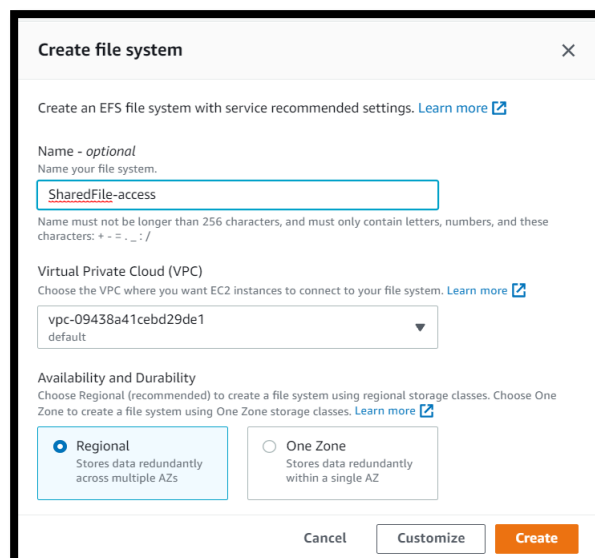 Create file system
Create an EFS file system with service recommended settings. Learn more
Name - optional
Name your file system.
SharedFile-access
Name must not be longer than 256 characters, and must only contain letters, numbers, and these
characters: + - = . _ : /
Virtual Private Cloud (VPC)
Choose the VPC where you want EC2 instances to connect to your file system. Learn more
vpc-09438a41cebd29de1
default
Availability and Durability
Choose Regional (recommended) to create a file system using regional storage classes. Choose One
Zone to create a file system using One Zone storage classes. Learn more
Regional
Stores data redundantly
across multiple AZs
One Zone
Stores data redundantly
within a single AZ
Cancel
Customize
Create